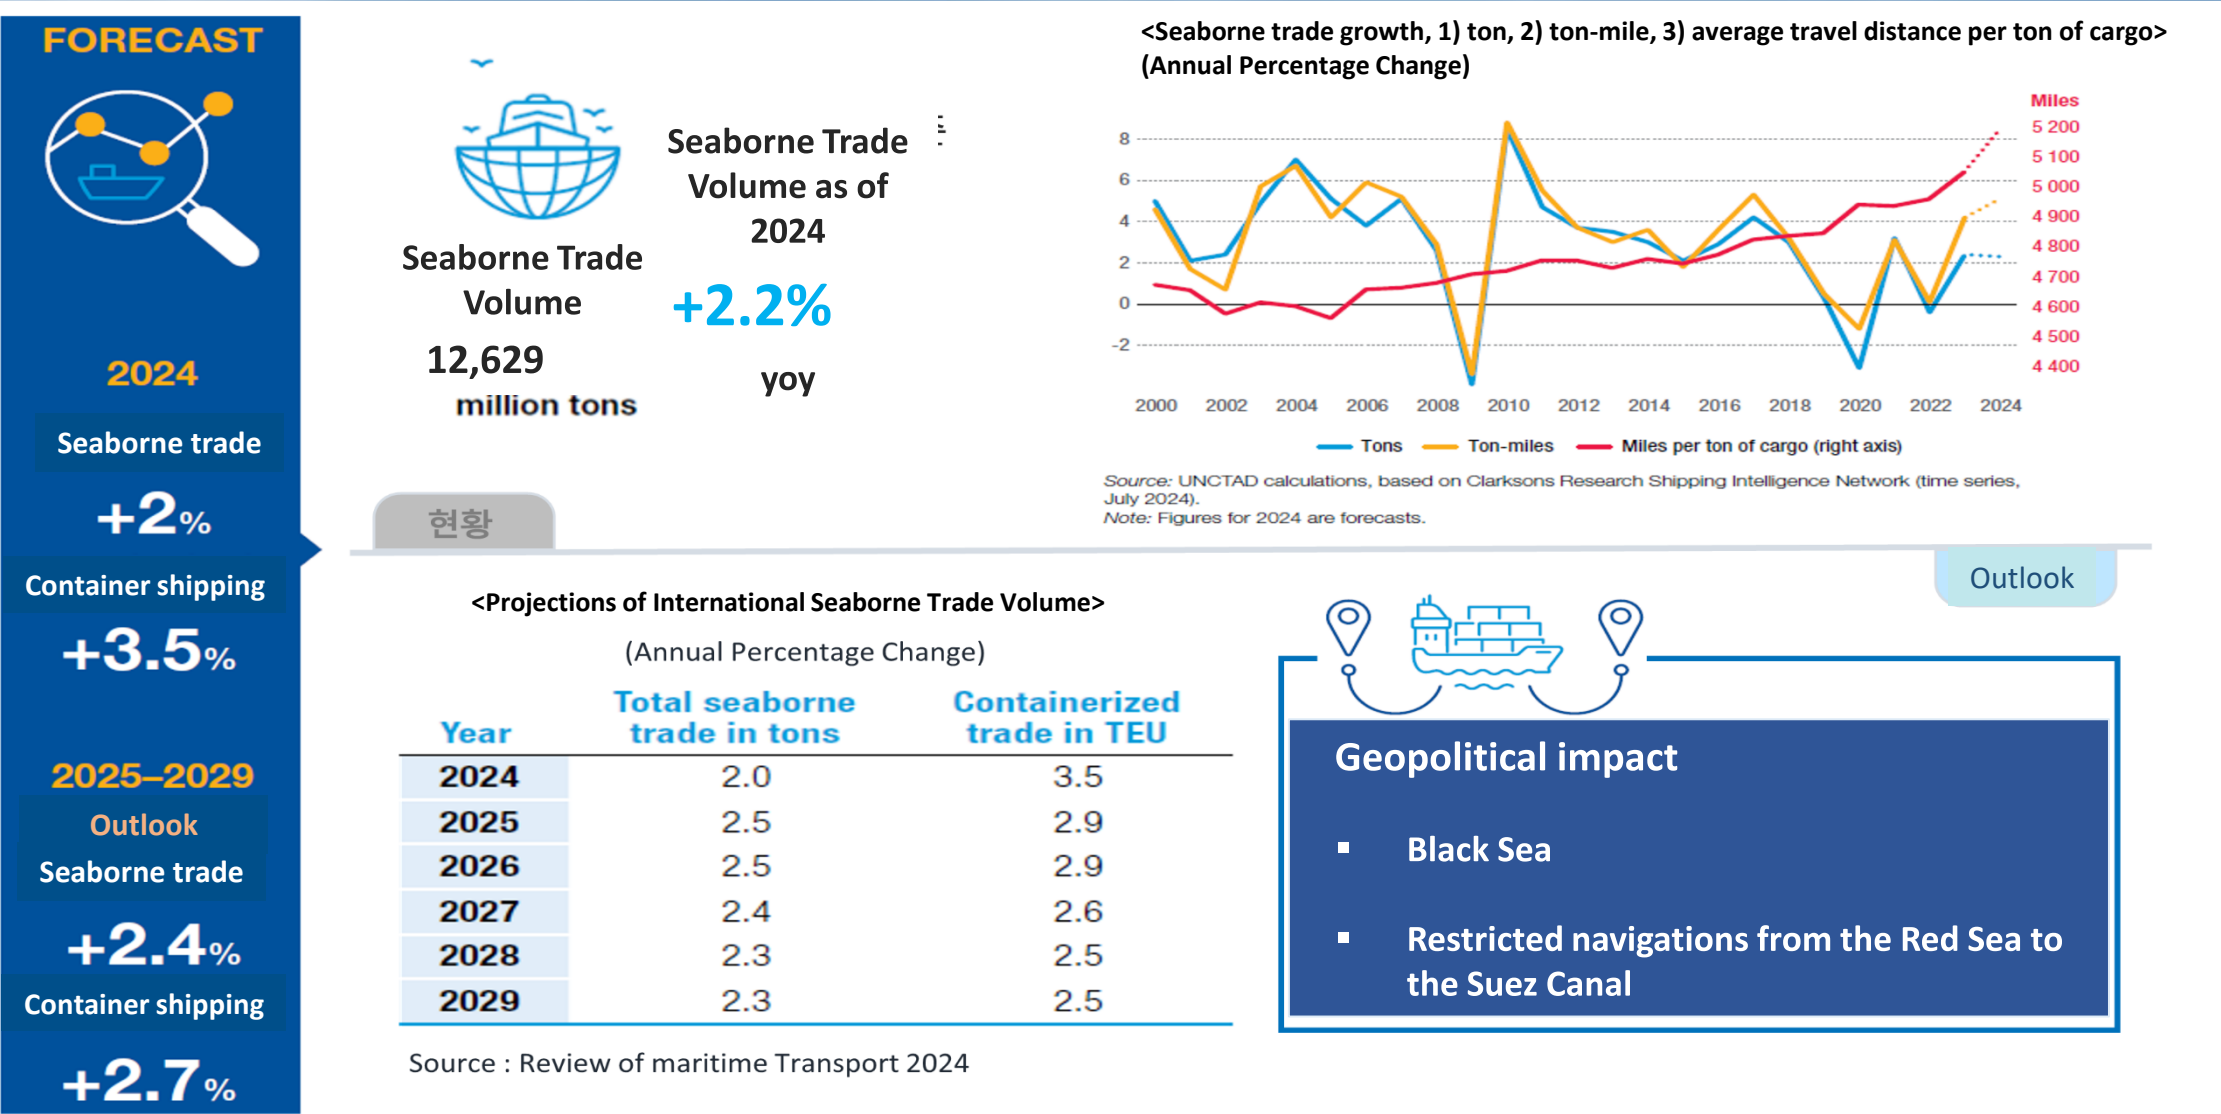 FORECAST
2024
Seaborne trade
+2%
Container shipping
+3.5%
2025–2029
Outlook
Seaborne trade
+2.4%
Container shipping
+2.7%
Seaborne Trade
Volume
12,629
million tons
Seaborne Trade
Volume as of
2024
+2.2%
yoy
<Seaborne trade growth, 1) ton, 2) ton-mile, 3) average travel distance per ton of cargo>
(Annual Percentage Change)
Miles
8
6
4
2
0
-2
5 200
5 100
5 000
4 900
4 800
4 700
4 600
4 500
4 400
2000 2002 2004 2006 2008 2010 2012 2014 2016 2018 2020 2022 2024
Tons Ton-miles Miles per ton of cargo (right axis)
Source: UNCTAD calculations, based on Clarksons Research Shipping Intelligence Network (time series,
July 2024).
Note: Figures for 2024 are forecasts.
현황
Outlook
<Projections of International Seaborne Trade Volume>
(Annual Percentage Change)
Total seaborne Containerized
Year trade in tons trade in TEU
2024 2.0 3.5
2025 2.5 2.9
2026 2.5 2.9
2027 2.4 2.6
2028 2.3 2.5
2029 2.3 2.5
Source : Review of maritime Transport 2024
Geopolitical impact
▪ Black Sea
▪ Restricted navigations from the Red Sea to
the Suez Canal